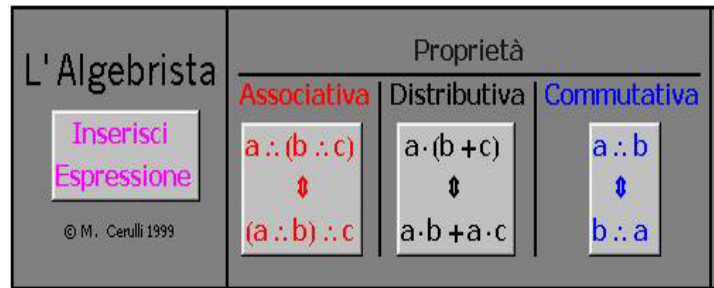 L'Algebrista
Inserisci
Espressione
© M. Cerulli 1999
Proprietà
Associativa
a ∴ (b ∴ c)
⇕
(a ∴ b) ∴ c
Distributiva
a·(b+c)
⇕
a·b+a·c
Commutativa
a ∴ b
⇕
b ∴ a